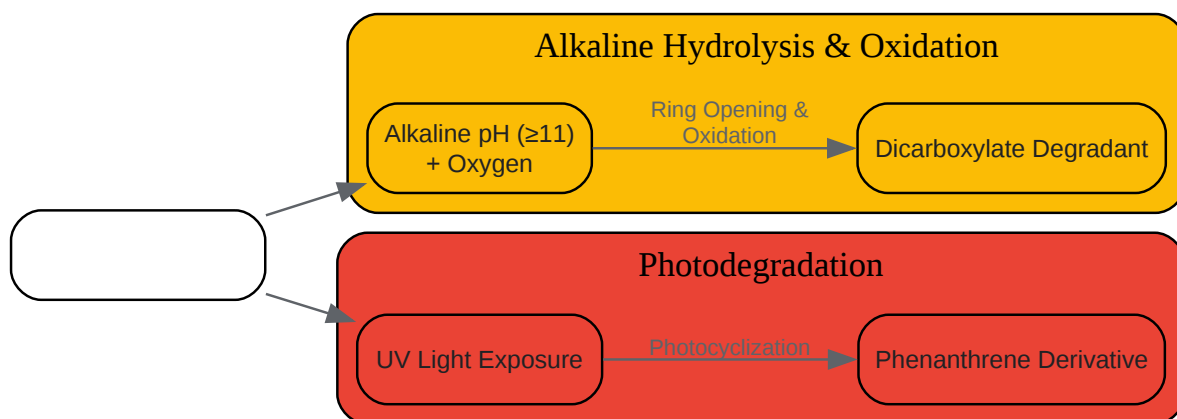 Alkaline Hydrolysis & Oxidation
Alkaline pH (≥11)
+ Oxygen
Ring Opening &
Oxidation
Dicarboxylate Degradant
Photodegradation
UV Light Exposure
Photocyclization
Phenanthrene Derivative